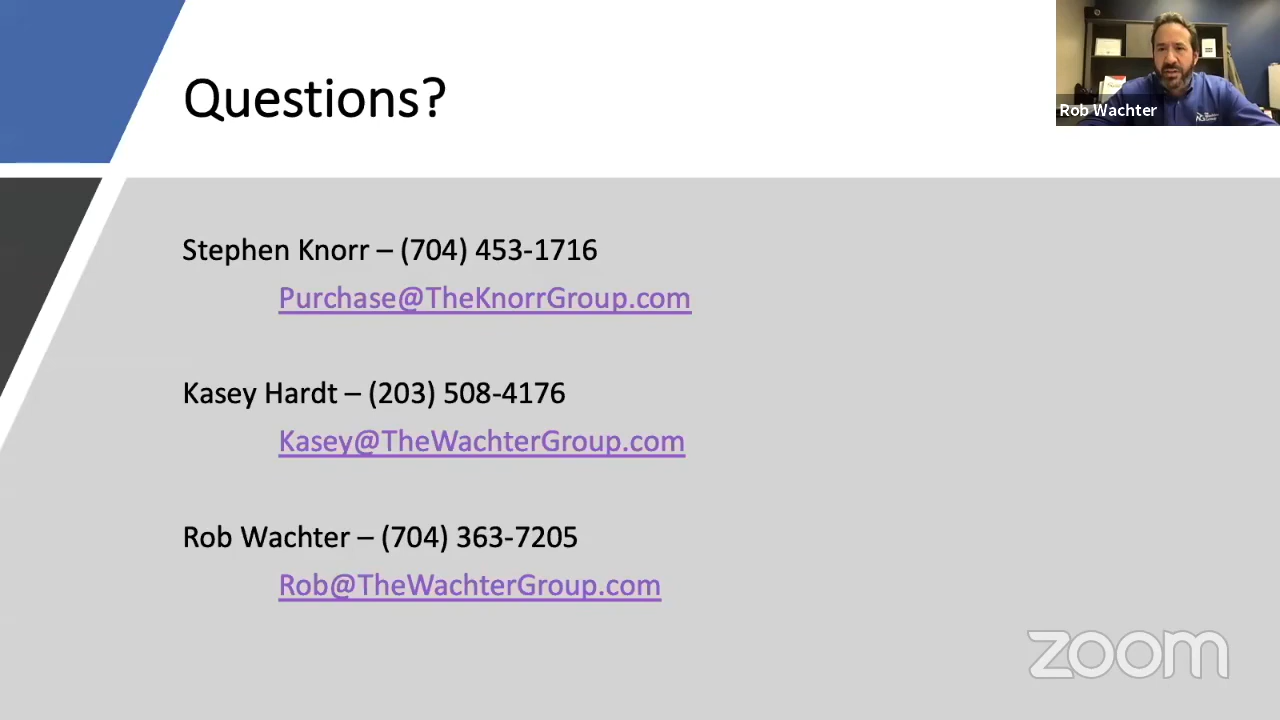 Questions?
Rob Wachter
Stephen Knorr – (704) 453-1716
Purchase@TheKnorrGroup.com
Kasey Hardt – (203) 508-4176
Kasey@TheWachterGroup.com
Rob Wachter – (704) 363-7205
Rob@TheWachterGroup.com
zoom